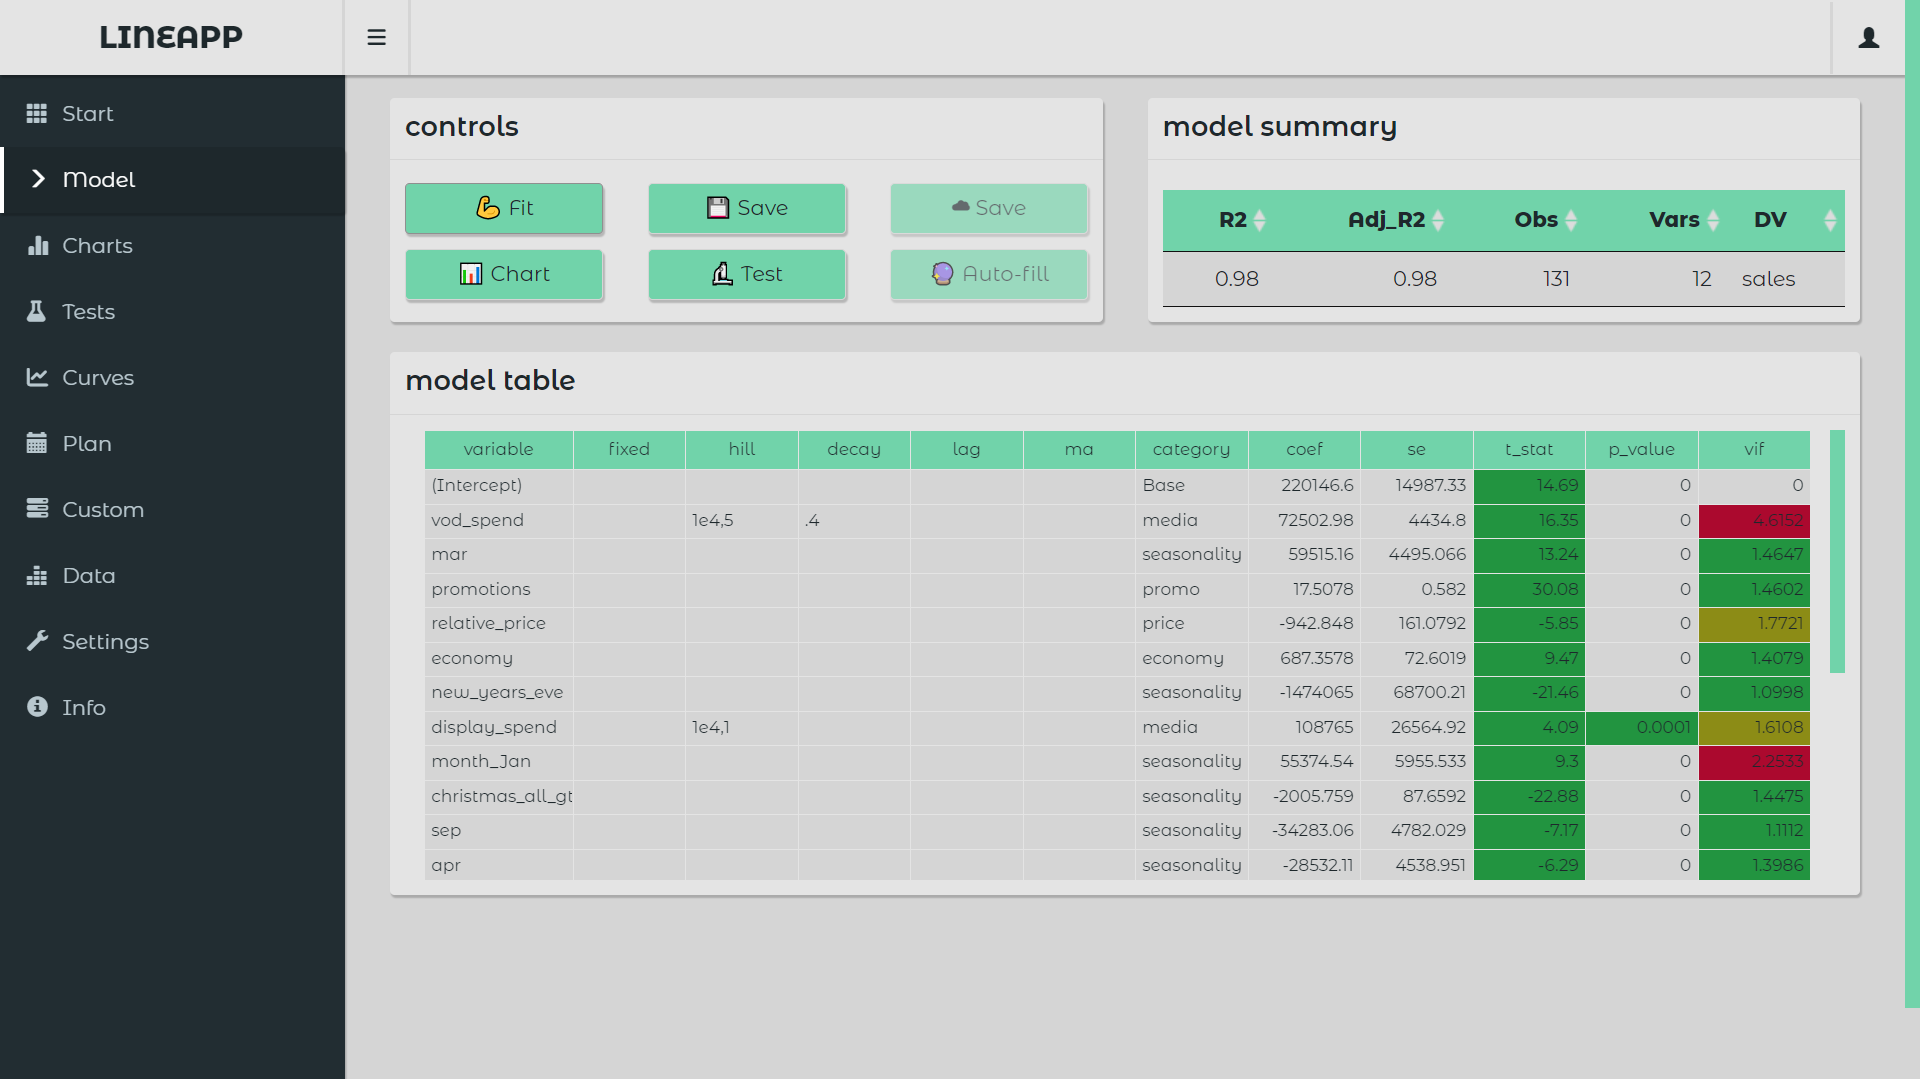 LINEAPP
Start
Model
Charts
Tests
Curves
Plan
Custom
Data
Settings
Info
controls
Fit
Save
Save
Chart
Test
Auto-fill
model summary
R2 Adj_R2 Obs Vars DV
0.98 0.98 131 12 sales
model table
variable fixed hill decay lag ma category coef se t_stat p_value vif
(Intercept) Base 220146.6 14987.33 14.69 0 0
vod_spend 1e4,5 .4 media 72502.98 4434.8 16.35 0 4.6152
mar seasonality 59515.16 4495.066 13.24 0 1.4647
promotions promo 17.5078 0.582 30.08 0 1.4602
relative_price price -942.848 161.0792 -5.85 0 1.7721
economy economy 687.3578 72.6019 9.47 0 1.4079
new_years_eve seasonality -1474065 68700.21 -21.46 0 1.0998
display_spend 1e4,1 media 108765 26564.92 4.09 0.0001 1.6108
month_Jan seasonality 55374.54 5955.533 9.3 0 2.2533
christmas_all_gt seasonality -2005.759 87.6592 -22.88 0 1.4475
sep seasonality -34283.06 4782.029 -7.17 0 1.1112
apr seasonality -28532.11 4538.951 -6.29 0 1.3986